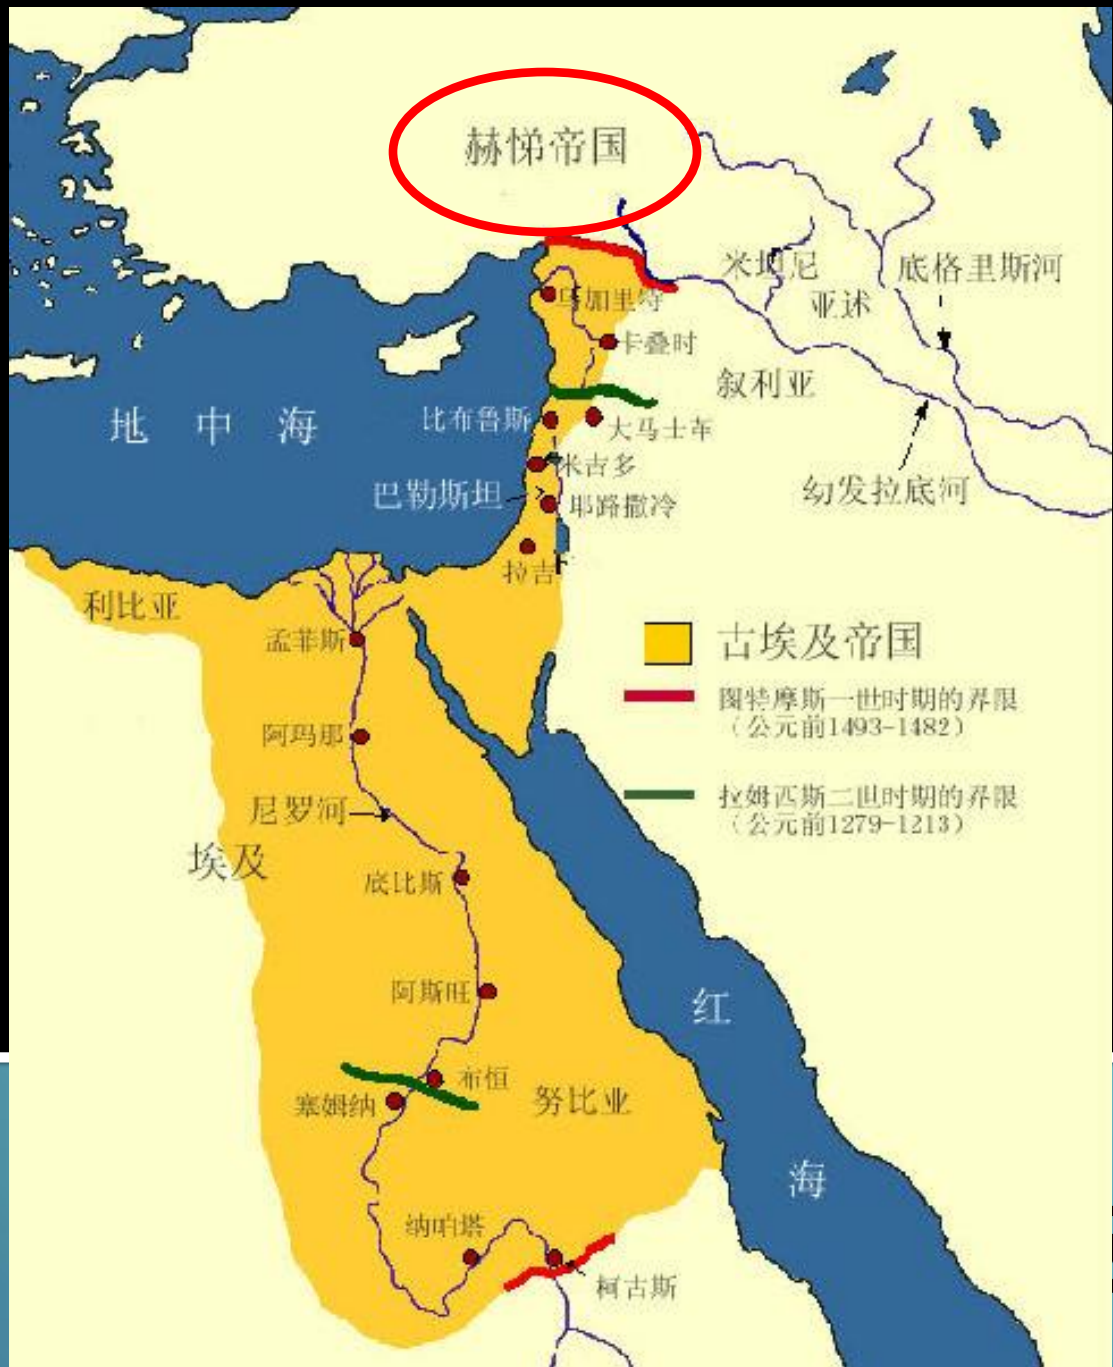 赫悌帝国
米坦尼
底格里斯河
亚述
乌加里特
卡叠时
叙利亚
地中海
比布鲁斯
大马士革
米吉多
巴勒斯坦
耶路撒冷
幼发拉底河
拉吉
利比亚
孟菲斯
古埃及帝国
图特摩斯一世时期的界限
（公元前1493-1482）
阿玛那
尼罗河
拉姆西斯二世时期的界限
（公元前1279-1213）
埃及
底比斯
阿斯旺
红海
布恒
塞姆纳
努比亚
纳帕塔
柯古斯